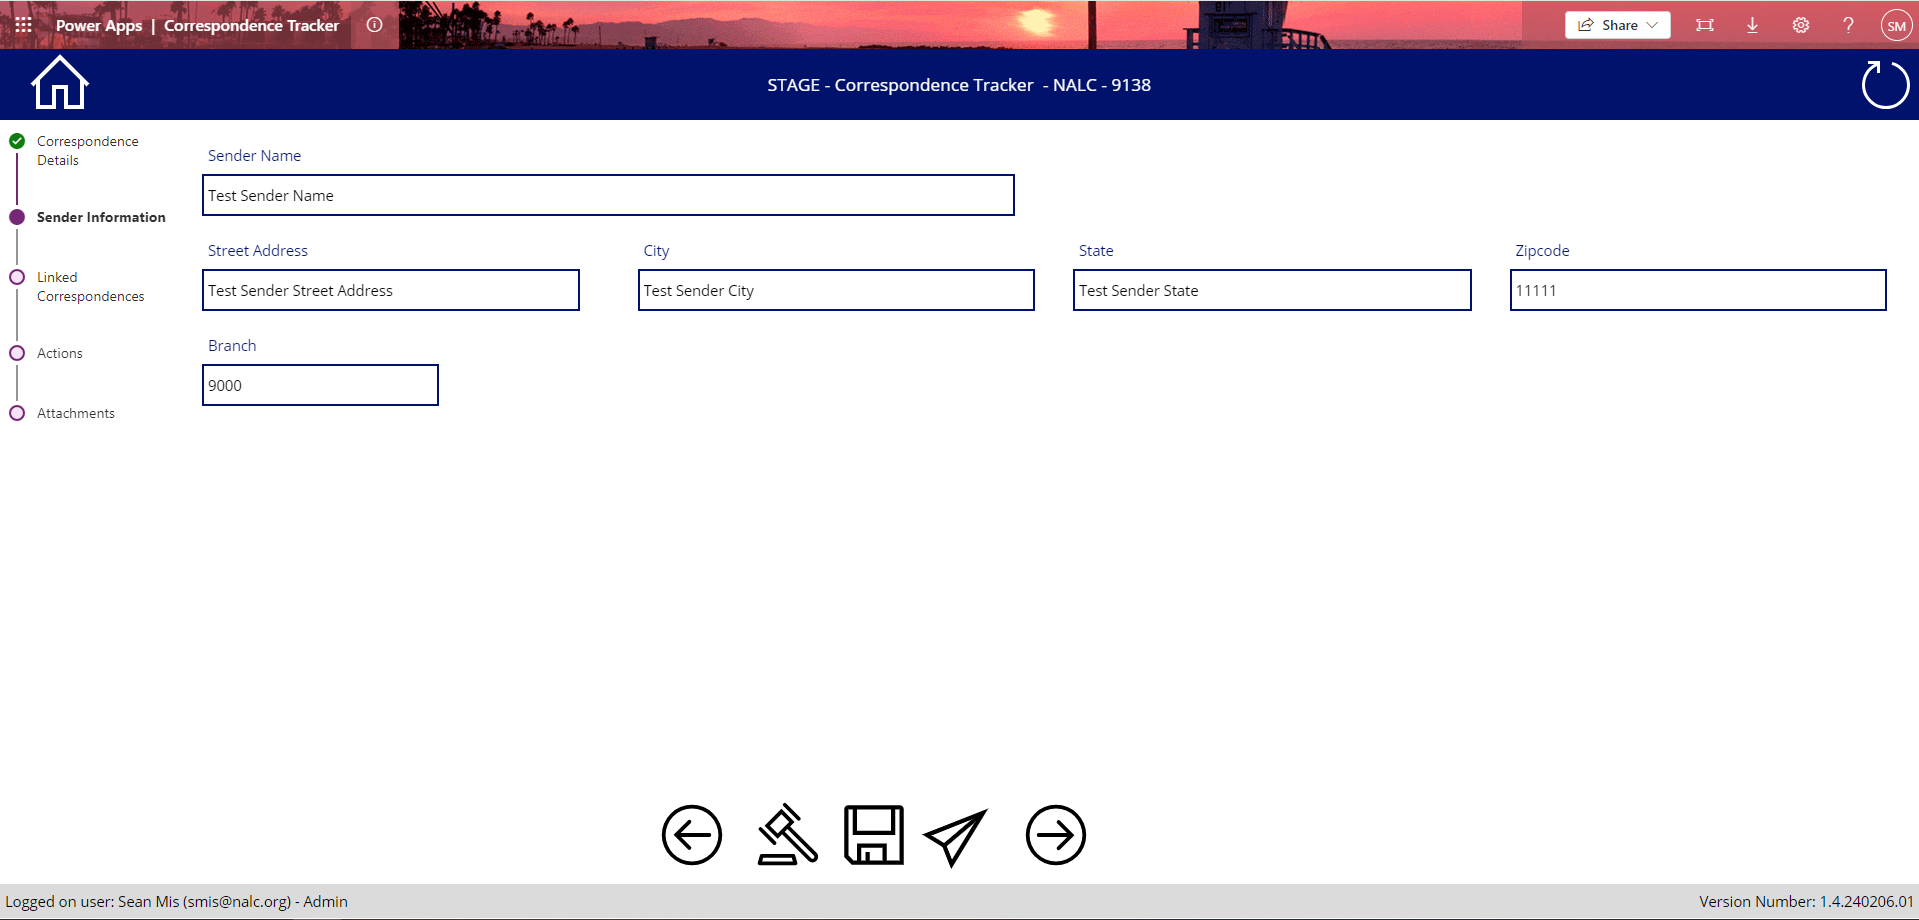 Power Apps | Correspondence Tracker
Share
?
SM
STAGE - Correspondence Tracker - NALC - 9138
Correspondence
Details
Sender Information
Linked
Correspondences
Actions
Attachments
Sender Name
Test Sender Name
Street Address
City
State
Zipcode
Test Sender Street Address
Test Sender City
Test Sender State
11111
Branch
9000
Logged on user: Sean Mis (smis@nalc.org) - Admin
Version Number: 1.4.240206.01